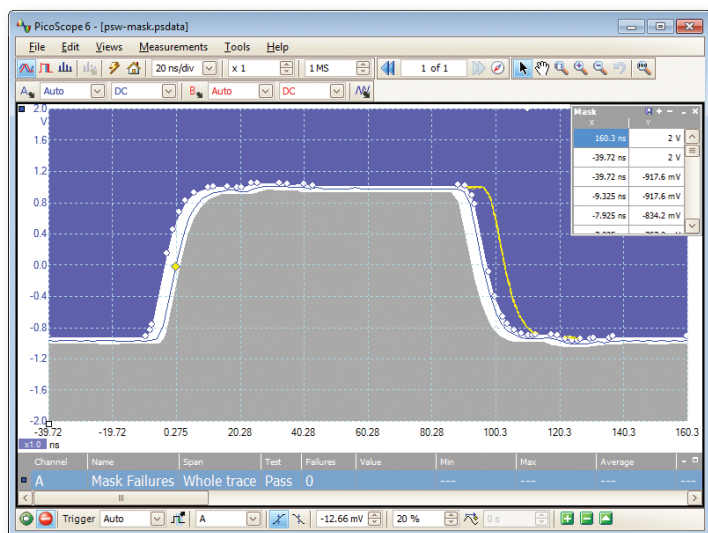 PicoScope 6 - [psw-mask.psdata]
File Edit Views Measurements Tools Help
20 ns/div x 1 1 MS 1 of 1
A Auto DC B Auto DC
2.0
V
1.6
1.2
0.8
0.4
0.0
-0.4
-0.8
-1.2
-1.6
-2.0
-39.72 -19.72 0.275 20.28 40.28 60.28 80.28 100.3 120.3 140.3 160.3
x1.0 ns
Mask
X Y
160.3 ns 2 V
-39.72 ns 2 V
-39.72 ns -917.6 mV
-9.325 ns -917.6 mV
-7.925 ns -834.2 mV
Channel Name Span Test Failures Value Min Max Average
A Mask Failures Whole trace Pass 0 --- --- ---
Trigger Auto A -12.66 mV 20 % 0 s